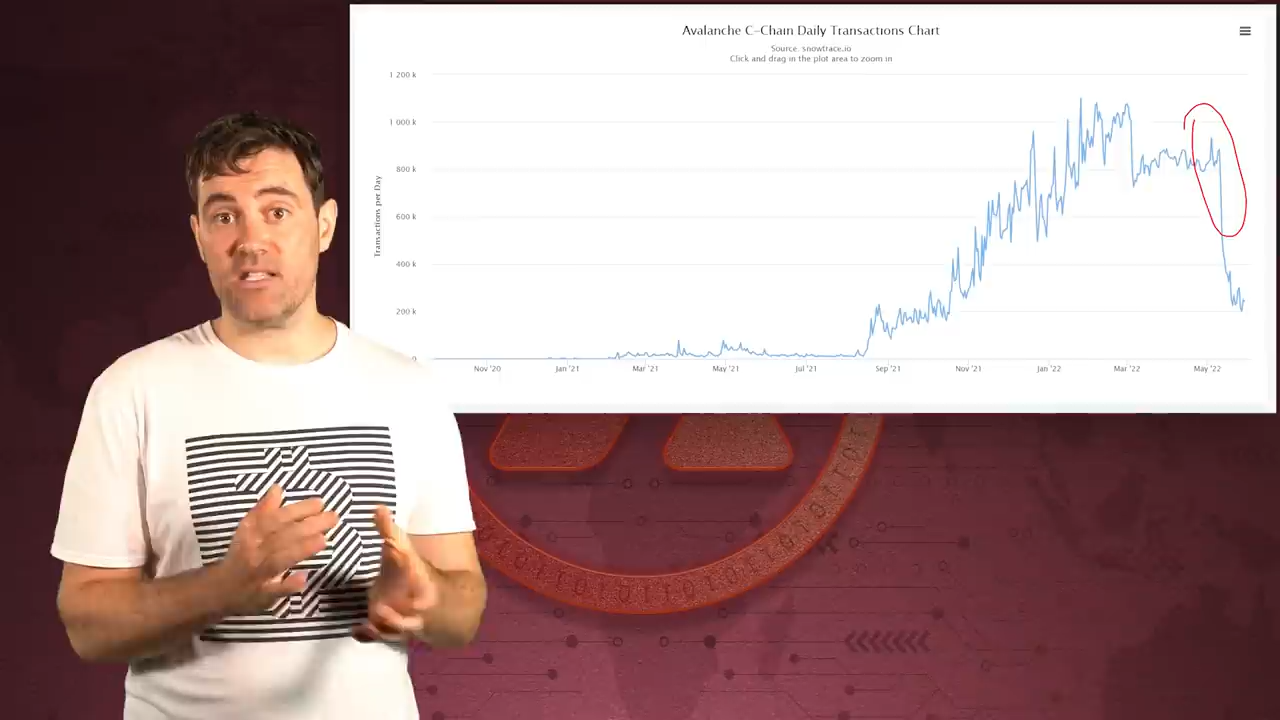 Avalanche C-Chain Daily Transactions Chart
Source: snowtrace.io
Click and drag in the plot area to zoom in
Transactions per Day
1 200 k
1 000 k
800 k
600 k
400 k
200 k
0
Nov '20
Jan '21
Mar '21
May '21
Jul '21
Sep '21
Nov '21
Jan '22
Mar '22
May '22